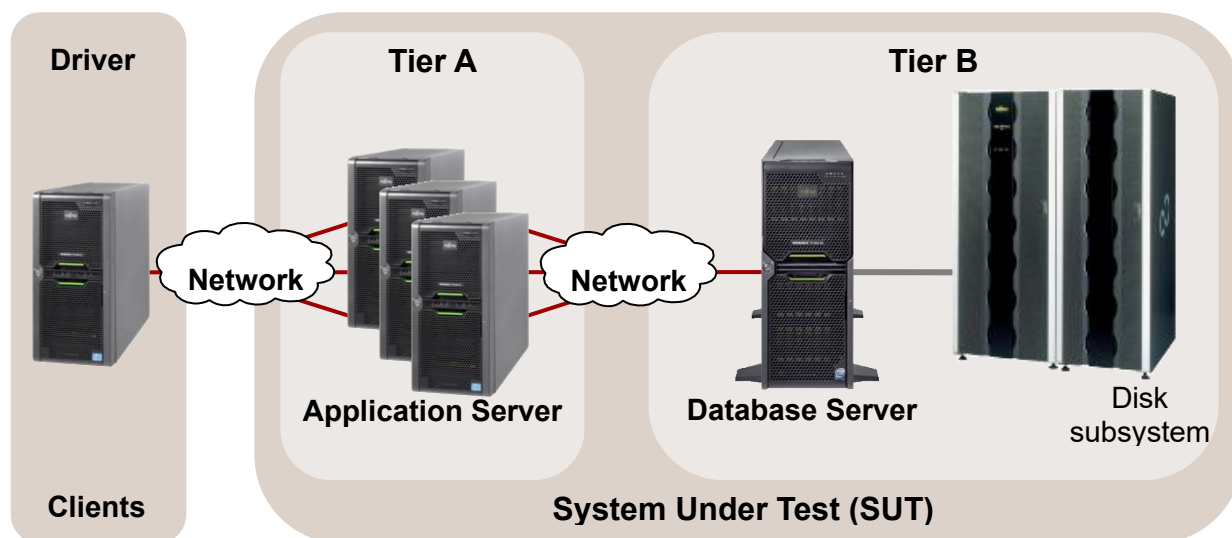 Driver
Tier A
Tier B
Network
Network
Application Server
Database Server
Disk
subsystem
Clients
System Under Test (SUT)